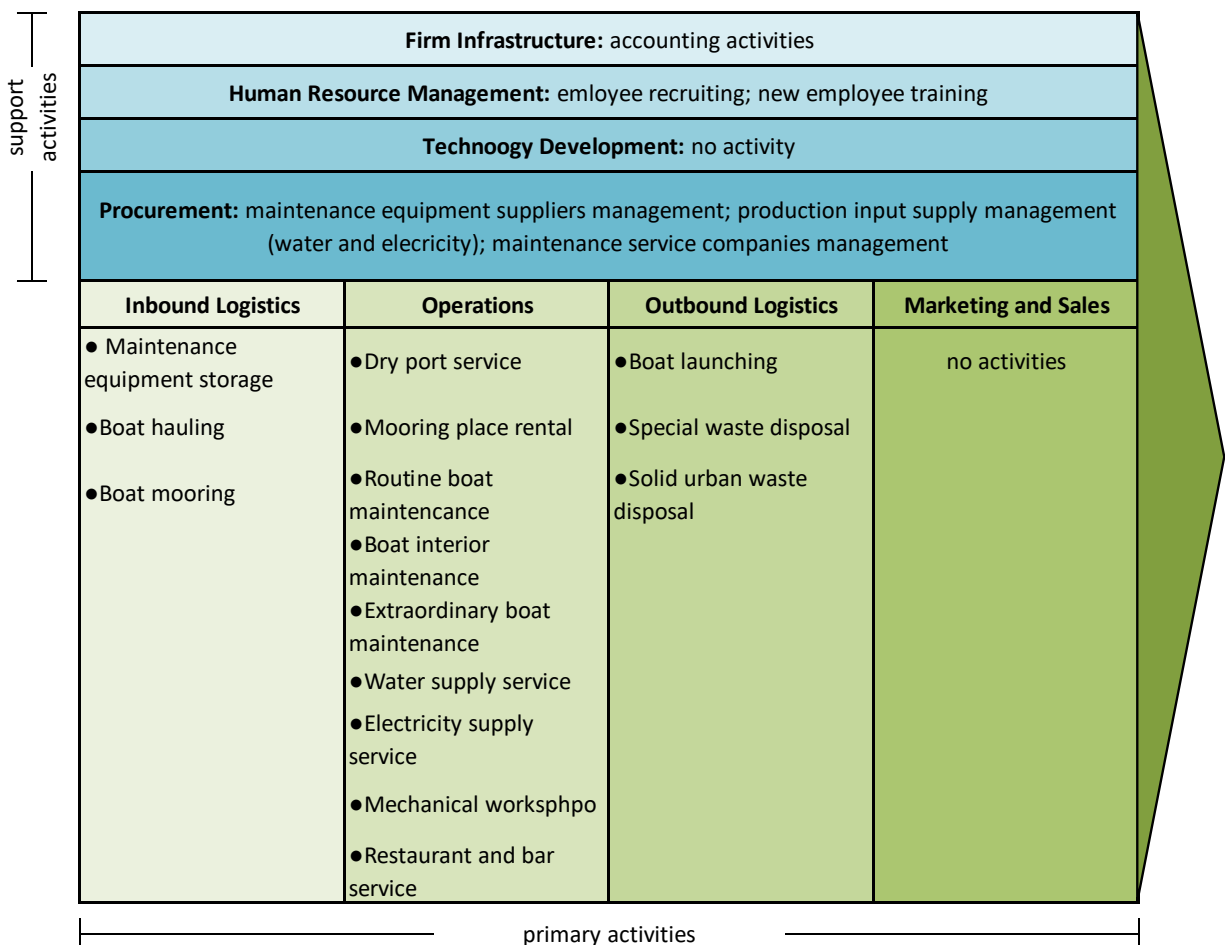 support
activities
Firm Infrastructure: accounting activities
Human Resource Management: emloyee recruiting; new employee training
Technoogy Development: no activity
Procurement: maintenance equipment suppliers management; production input supply management
(water and elecricity); maintenance service companies management
Inbound Logistics
● Maintenance
equipment storage
●Boat hauling
●Boat mooring
Operations
●Dry port service
●Mooring place rental
●Routine boat
maintencance
●Boat interior
maintenance
●Extraordinary boat
maintenance
●Water supply service
●Electricity supply
service
●Mechanical worksphpo
●Restaurant and bar
service
Outbound Logistics
●Boat launching
●Special waste disposal
●Solid urban waste
disposal
Marketing and Sales
no activities
primary activities